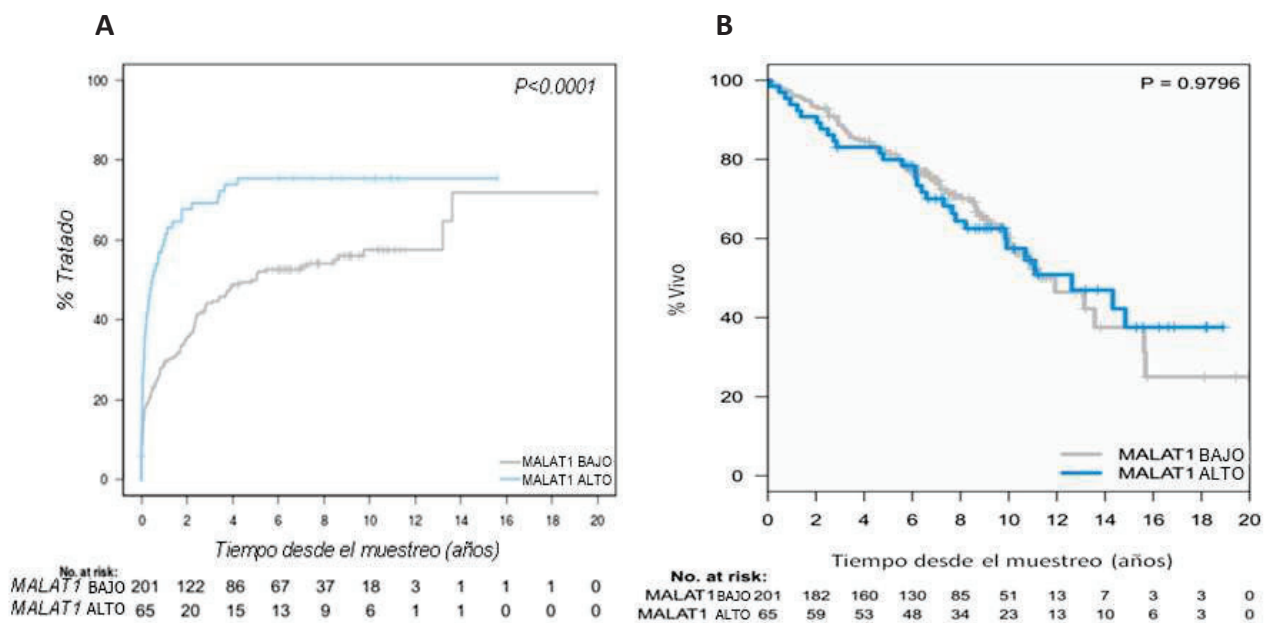 A
P<0.0001
100
80
60
40
20
0
% Tratado
MALAT1 BAJO
MALAT1 ALTO
0 2 4 6 8 10 12 14 16 18 20
Tiempo desde el muestreo (años)
No. at risk:
MALAT1 BAJO 201 122 86 67 37 18 3 1 1 1 0
MALAT1 ALTO 65 20 15 13 9 6 1 1 0 0 0
B
P = 0.9796
100
80
60
40
20
0
% Vivo
MALAT1 BAJO
MALAT1 ALTO
0 2 4 6 8 10 12 14 16 18 20
Tiempo desde el muestreo (años)
No. at risk:
MALAT1 BAJO 201 182 160 130 85 51 13 7 3 3 0
MALAT1 ALTO 65 59 53 48 34 23 13 10 6 3 0